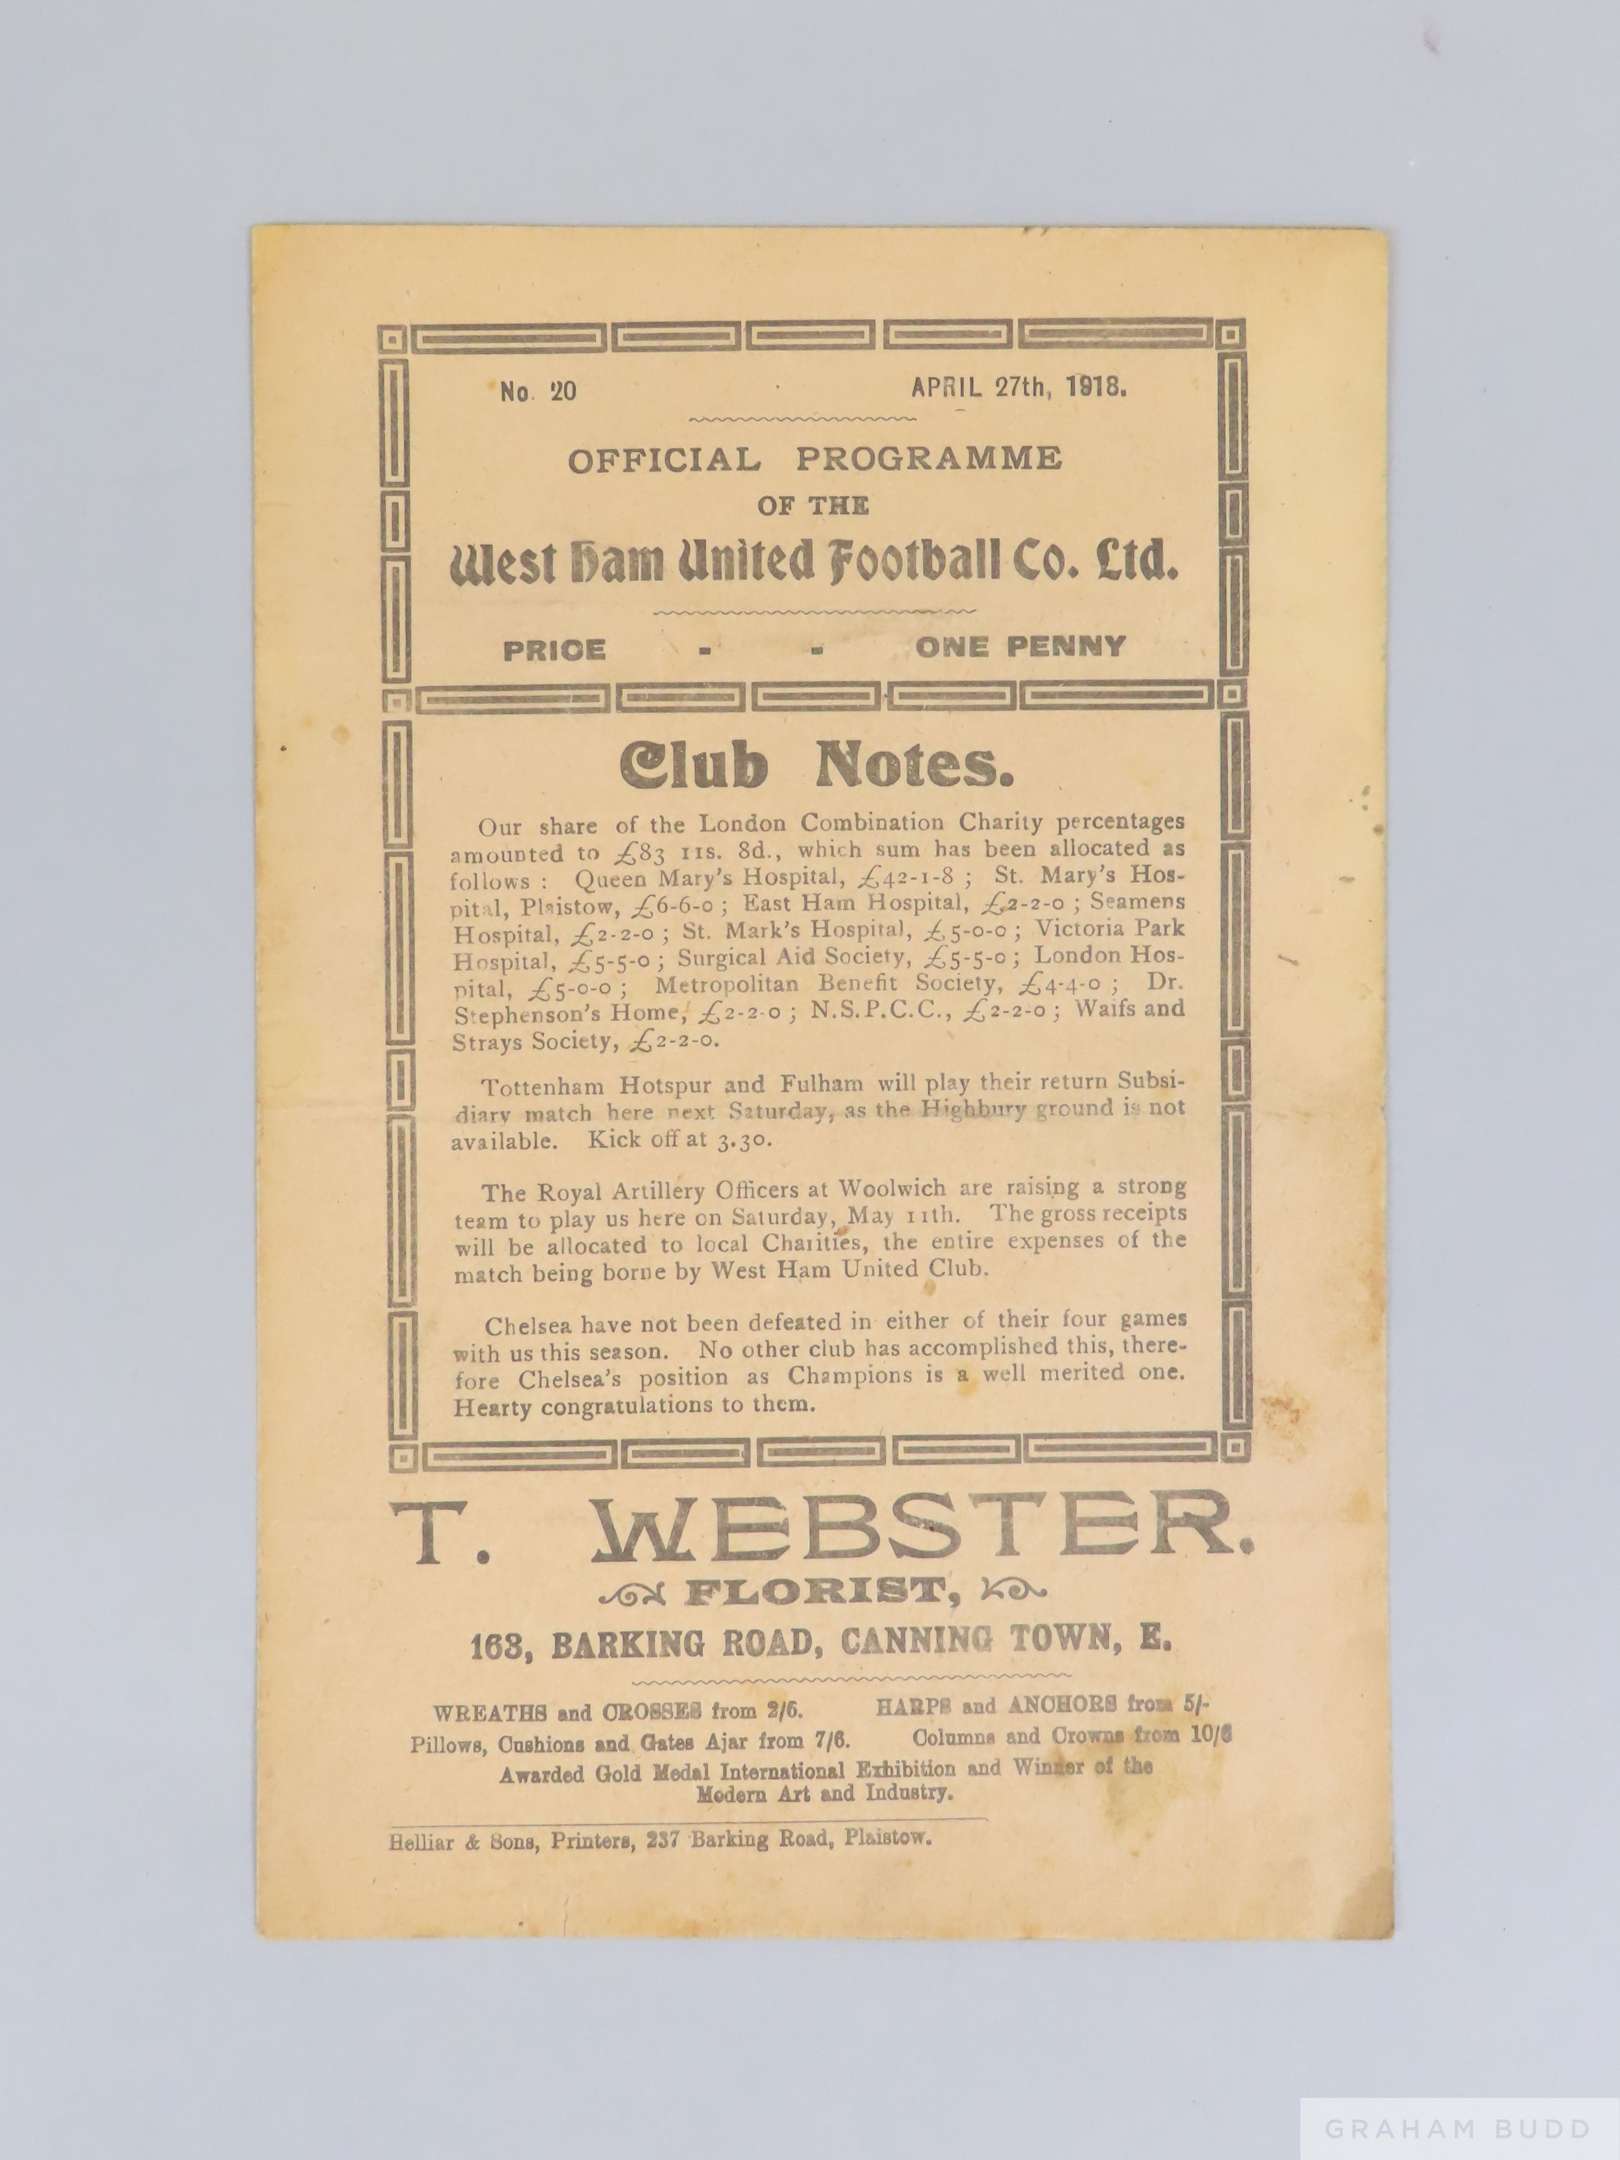 No. 20 APRIL 27th, 1918.
OFFICIAL PROGRAMME
OF THE
West Ham United Football Co. Ltd.
PRICE - - ONE PENNY
Club Notes.
Our share of the London Combination Charity percentages
amounted to £83 11s. 8d., which sum has been allocated as
follows : Queen Mary's Hospital, £42-1-8 ; St. Mary's Hos-
pital, Plaistow, £6-6-0 ; East Ham Hospital, £2-2-0 ; Seamens
Hospital, £2-2-0 ; St. Mark's Hospital, £5-0-0 ; Victoria Park
Hospital, £5-5-0 ; Surgical Aid Society, £5-5-0 ; London Hos-
pital, £5-0-0 ; Metropolitan Benefit Society, £4-4-0 ; Dr.
Stephenson's Home, £2-2-0 ; N.S.P.C.C., £2-2-0 ; Waifs and
Strays Society, £2-2-0.
Tottenham Hotspur and Fulham will play their return Subsi-
diary match here next Saturday, as the Highbury ground is not
available. Kick off at 3.30.
The Royal Artillery Officers at Woolwich are raising a strong
team to play us here on Saturday, May 11th. The gross receipts
will be allocated to local Charities, the entire expenses of the
match being borne by West Ham United Club.
Chelsea have not been defeated in either of their four games
with us this season. No other club has accomplished this, there-
fore Chelsea's position as Champions is a well merited one.
Hearty congratulations to them.
T. WEBSTER.
FLORIST,
163, BARKING ROAD, CANNING TOWN, E.
WREATHS and CROSSES from 2/6. HARPS and ANCHORS from 5/-
Pillows, Cushions and Gates Ajar from 7/6. Columns and Crowns from 10/6
Awarded Gold Medal International Exhibition and Winner of the
Modern Art and Industry.
Helliar & Sons, Printers, 237 Barking Road, Plaistow.
GRAHAM BUDD